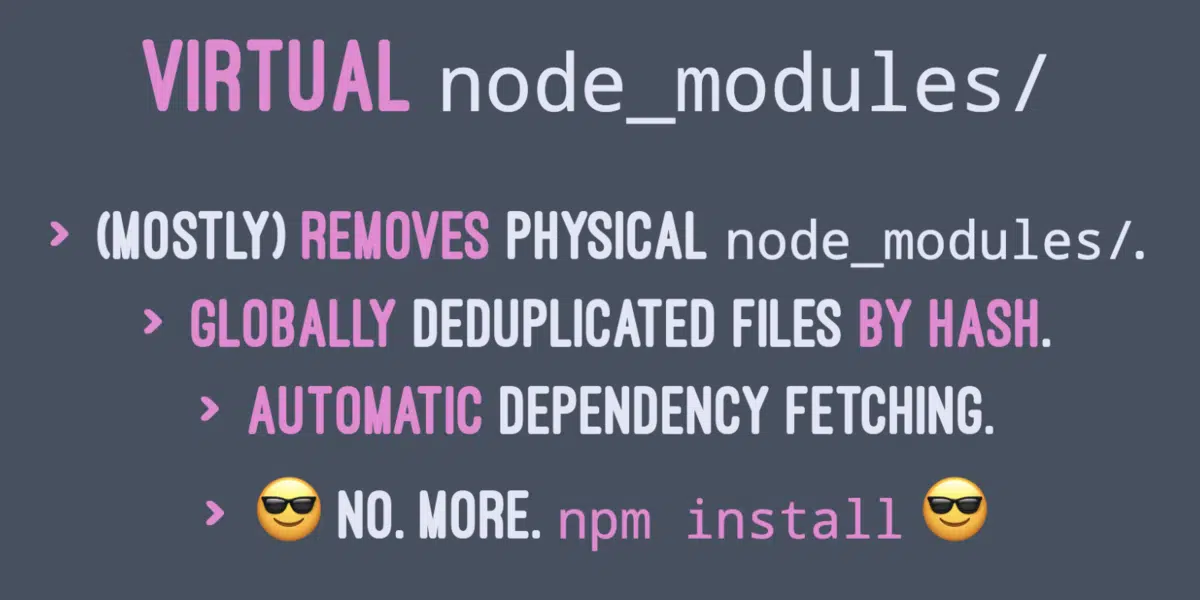 VIRTUAL node_modules/
> (MOSTLY) REMOVES PHYSICAL node_modules/.
> GLOBALLY DEDUPLICATED FILES BY HASH.
> AUTOMATIC DEPENDENCY FETCHING.
> 😎 NO. MORE. npm install 😎